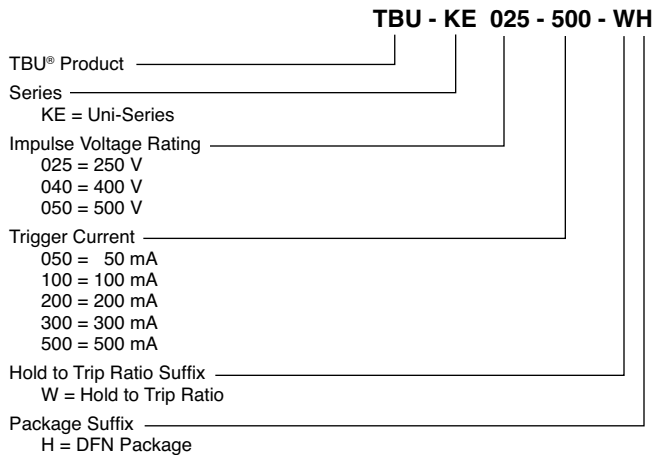 TBU - KE 025 - 500 - WH
TBU® Product
Series
KE = Uni-Series
Impulse Voltage Rating
025 = 250 V
040 = 400 V
050 = 500 V
Trigger Current
050 = 50 mA
100 = 100 mA
200 = 200 mA
300 = 300 mA
500 = 500 mA
Hold to Trip Ratio Suffix
W = Hold to Trip Ratio
Package Suffix
H = DFN Package